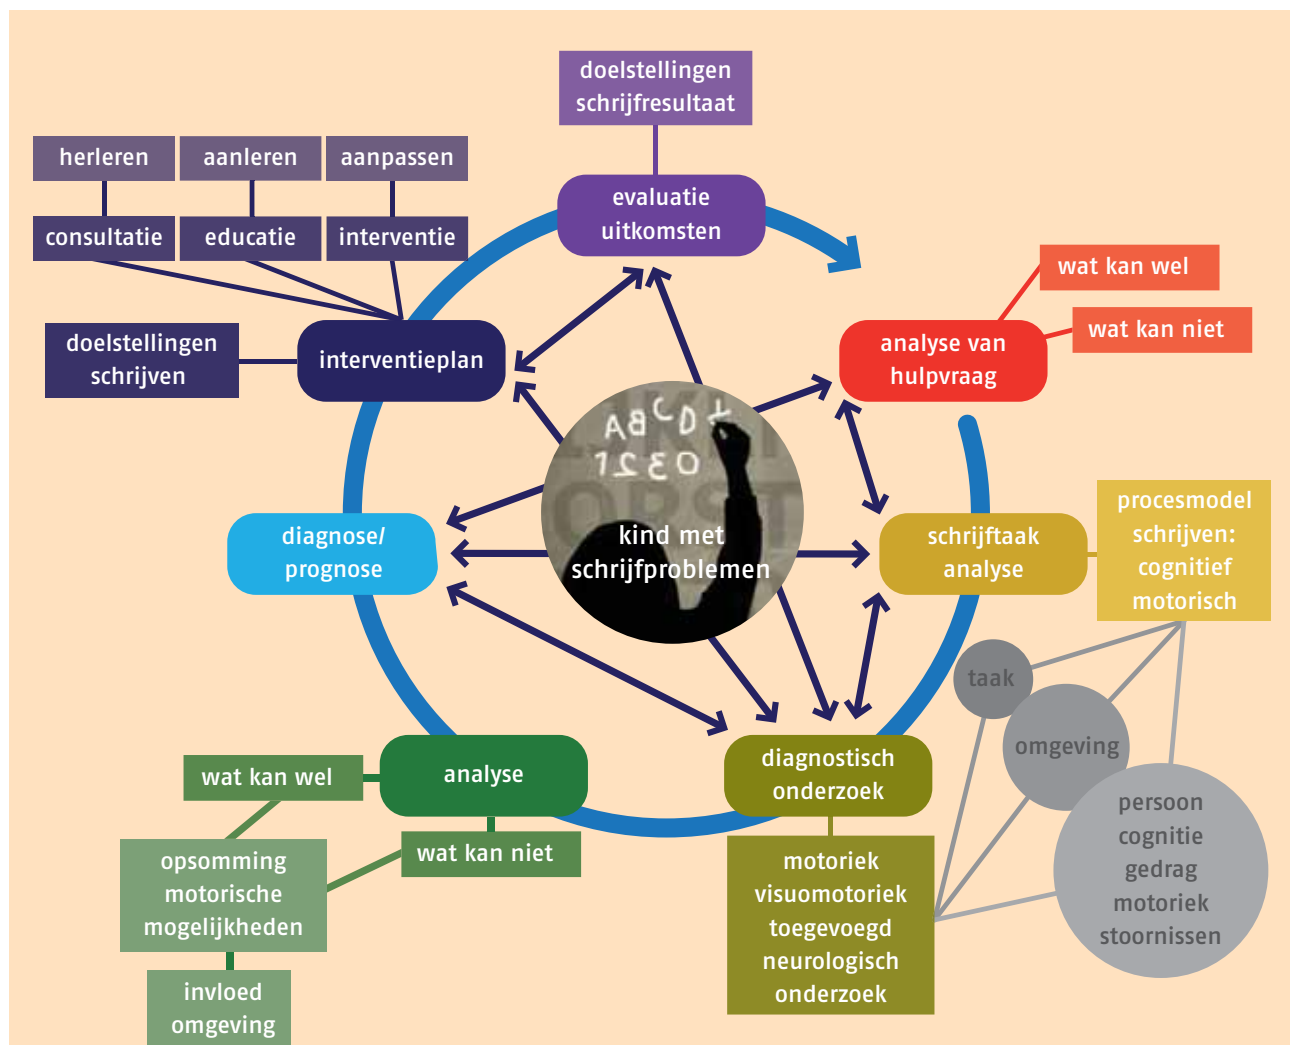 doelstellingen
schrijfresultaat
herleren
aanleren
aanpassen
consultatie
educatie
interventie
evaluatie
uitkomsten
wat kan wel
wat kan niet
analyse van
hulpvraag
doelstellingen
schrijven
interventieplan
kind met
schrijfproblemen
diagnose/
prognose
schrijftaak
analyse
procesmodel
schrijven:
cognitief
motorisch
taak
omgeving
persoon
cognitie
gedrag
motoriek
stoornissen
diagnostisch
onderzoek
motoriek
visuomotoriek
toegevoegd
neurologisch
onderzoek
analyse
wat kan wel
wat kan niet
opsomming
motorische
mogelijkheden
invloed
omgeving